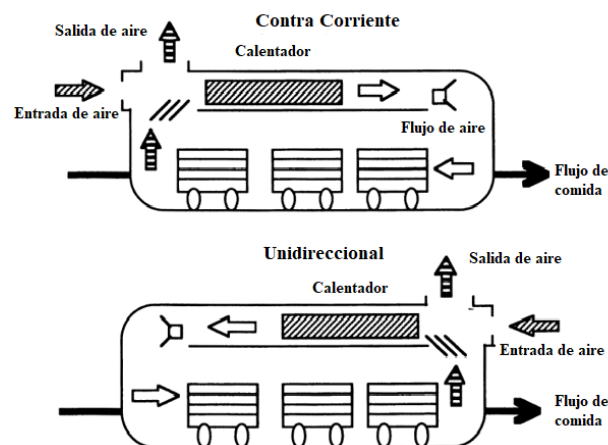 Contra Corriente
Salida de aire
Calentador
Entrada de aire
Flujo de aire
Flujo de
comida
Unidireccional
Salida de aire
Calentador
Entrada de aire
Flujo de
comida